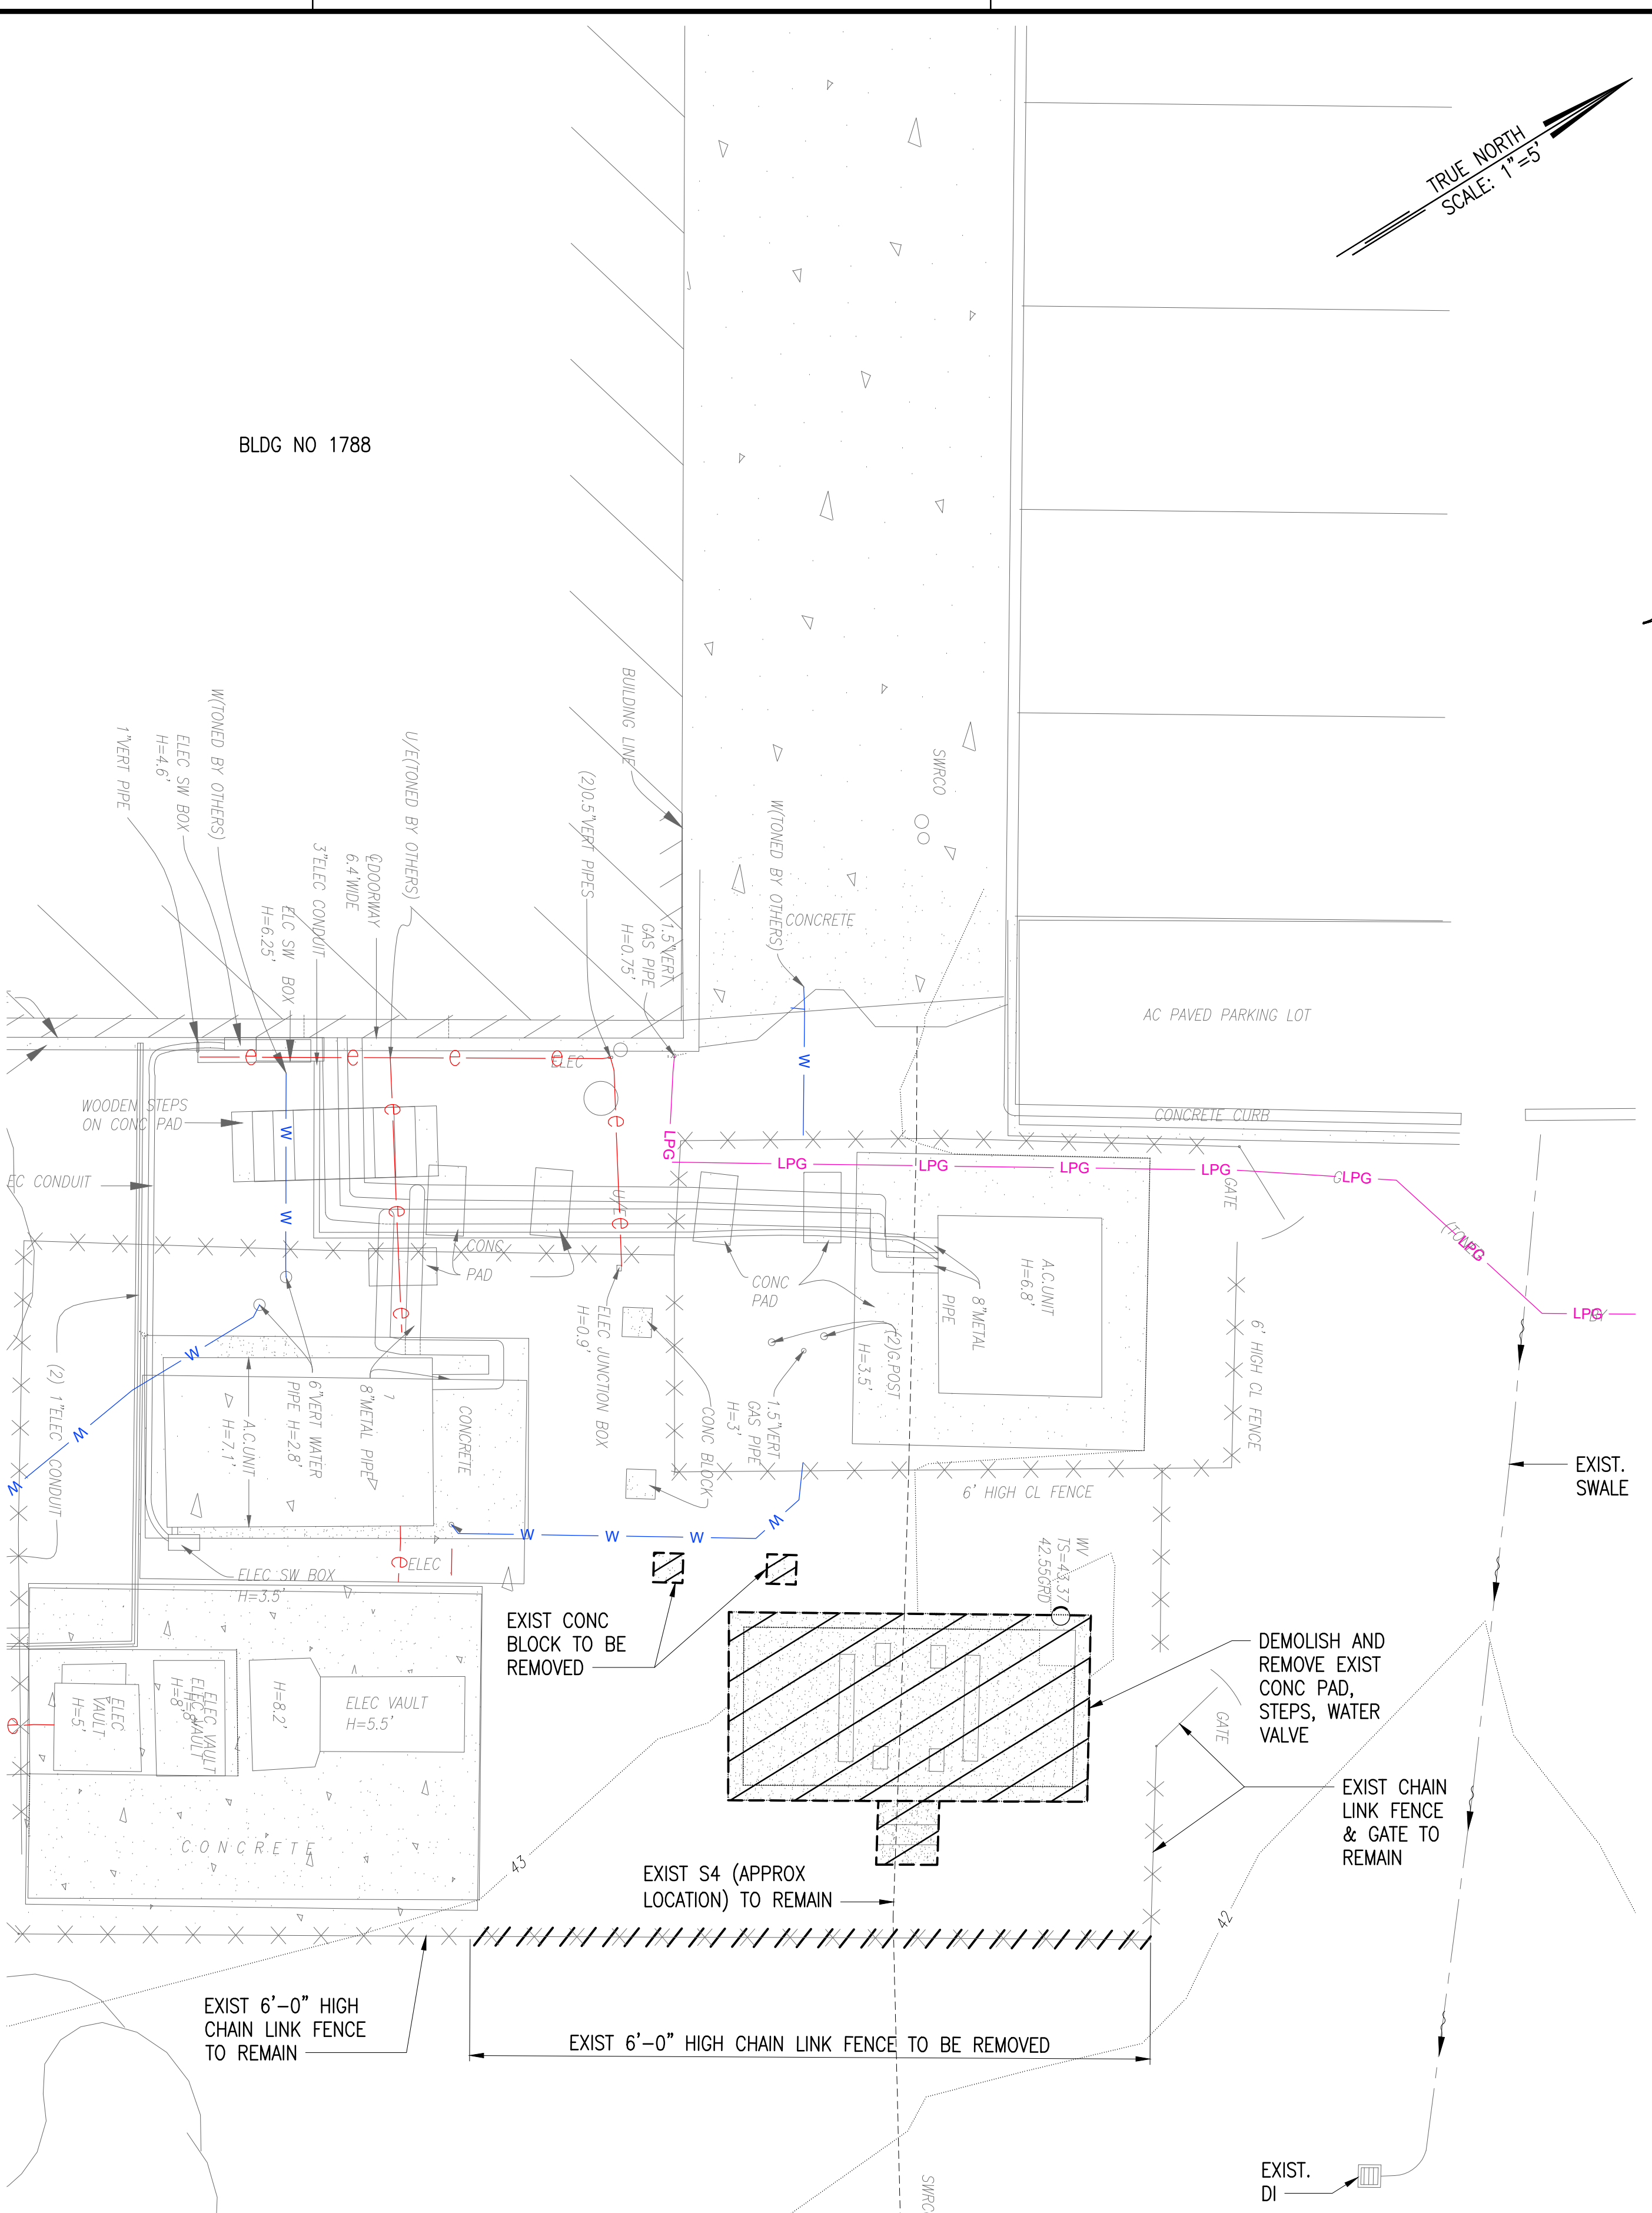 TRUE NORTH
SCALE: 1"=5'
BLDG NO 1788
BUILDING LINE
W(TONED BY OTHERS)
ELEC SW BOX
H=4.6'
1"VERT PIPE
U/E(TONED BY OTHERS)
(2)0.5"VERT PIPES
SWRCO
W(TONED BY OTHERS)
3"ELEC CONDUIT
DOORWAY
6.4'WIDE
ELC SW BOX
H=6.25'
1.5"VERT
GAS PIPE
H=0.75'
CONCRETE
AC PAVED PARKING LOT
e
e
e
e
ELEC
W
WOODEN STEPS
ON CONC PAD
e
e
W
LPG
CONCRETE CURB
LPG
LPG
LPG
LPG
G
LPG
EC CONDUIT
e
U/E
e
W
GATE
(TONED
LPG
CONC
PAD
CONC
PAD
A.C.UNIT
H=6.8'
8"METAL
PIPE
e
ELEC JUNCTION BOX
H=0.9'
(2)G.POST
H=3.5'
LPG
6' HIGH CL FENCE
W
W
W
(2) 1"ELEC CONDUIT
A.C.UNIT
H=7.1'
6"VERT WATER
PIPE H=2.8'
8"METAL PIPE
CONCRETE
CONC BLOCK
1.5"VERT
GAS PIPE
H=3'
6' HIGH CL FENCE
EXIST.
SWALE
W
W
W
W
e
ELEC
ELEC SW BOX
H=3.5'
WV
TS=43.37
42.55GRD
EXIST CONC
BLOCK TO BE
REMOVED
DEMOLISH AND
REMOVE EXIST
CONC PAD,
STEPS, WATER
VALVE
e
ELEC
VAULT
H=5'
ELEC VAULT
H=8'
ELEC VAULT
H=8.2'
ELEC VAULT
H=5.5'
GATE
EXIST CHAIN
LINK FENCE
& GATE TO
REMAIN
CONCRETE
43
EXIST S4 (APPROX
LOCATION) TO REMAIN
42
EXIST 6'-0" HIGH
CHAIN LINK FENCE
TO REMAIN
EXIST 6'-0" HIGH CHAIN LINK FENCE TO BE REMOVED
SWRC
EXIST.
DI